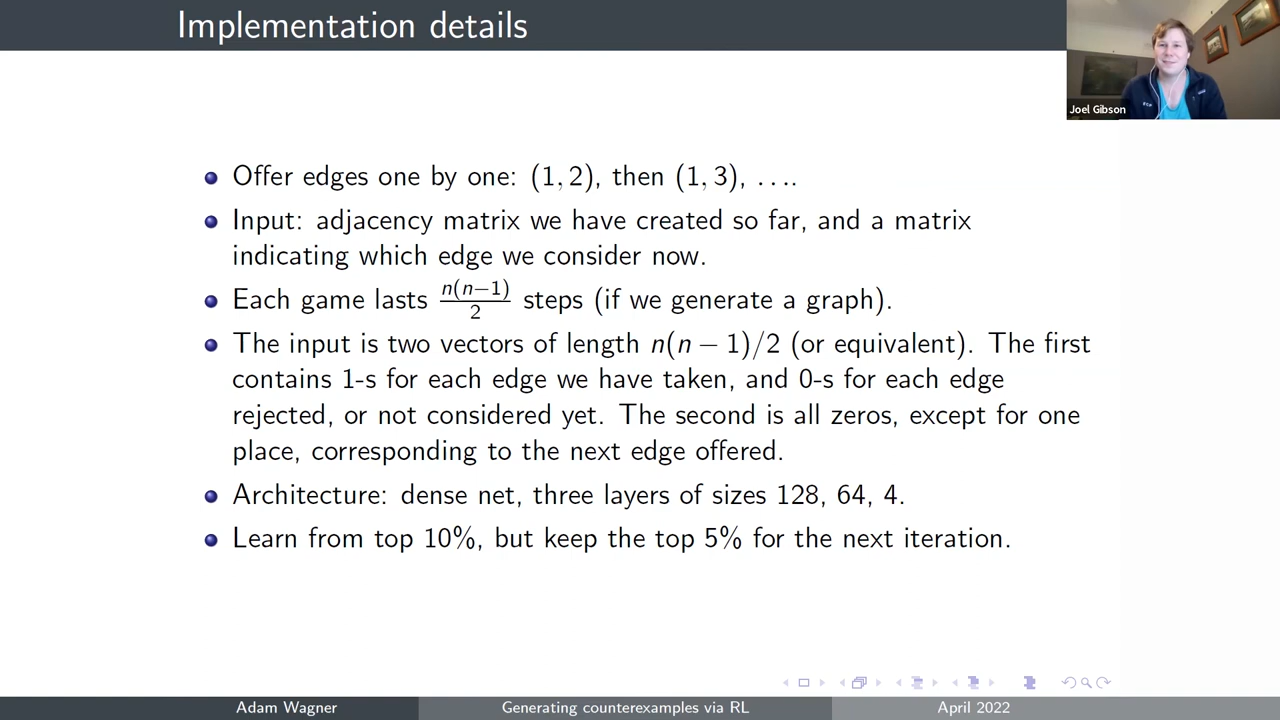 Implementation details
Joel Gibson
Offer edges one by one: (1, 2), then (1, 3), . . . .
Input: adjacency matrix we have created so far, and a matrix
indicating which edge we consider now.
Each game lasts n(n−1)/2 steps (if we generate a graph).
The input is two vectors of length n(n − 1)/2 (or equivalent). The first
contains 1-s for each edge we have taken, and 0-s for each edge
rejected, or not considered yet. The second is all zeros, except for one
place, corresponding to the next edge offered.
Architecture: dense net, three layers of sizes 128, 64, 4.
Learn from top 10%, but keep the top 5% for the next iteration.
Adam Wagner
Generating counterexamples via RL
April 2022